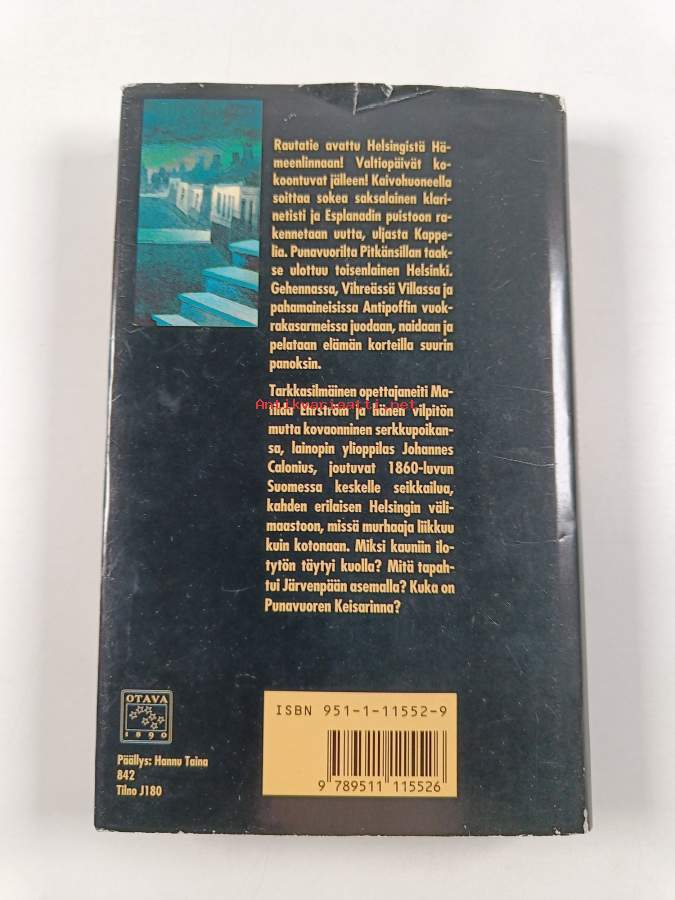 Rautatie avattu Helsingistä Hä-
meenlinnaan! Valtiopäivät ko-
koontuvat jälleen! Kaivohuoneella
soittaa sokea saksalainen klari-
netisti ja Esplanadin puistoon ra-
kennetaan uutta, uljasta Kappe-
lia. Punavuorilta Pitkänsillan taak-
se ulottuu toisenlainen Helsinki.
Gehennassa, Vihreässä Villassa ja
pahamaineisissa Antipoffin vuok-
rakasarmeissa juodaan, naidaan ja
pelataan elämän korteilla suurin
panoksin.
Tarkkasilmäinen opettajaneiti Ma-
Antikvariaatti.net
tilda Ehrström ja hänen vilpitön
mutta kovaonninen serkkupoikan-
sa, lainopin ylioppilas Johannes
Calonius, joutuvat 1860-luvun
Suomessa keskelle seikkailua,
kahden erilaisen Helsingin väli-
maastoon, missä murhaaja liikkuu
kuin kotonaan. Miksi kauniin ilo-
tytön täytyi kuolla? Mitä tapah-
tui Järvenpään asemalla? Kuka on
Punavuoren Keisarinna?
OTAVA
1890
Päällys: Hannu Taina
842
Tilno J180
ISBN 951-1-11552-9
9 789511 115526